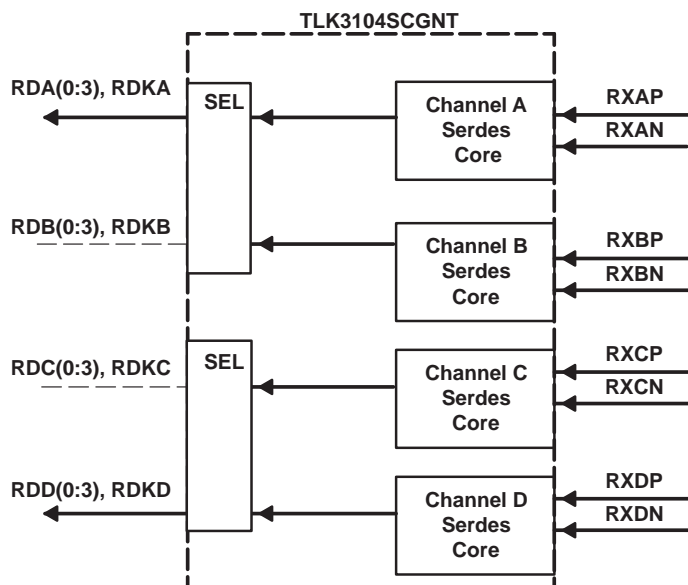 TLK3104SCGNT
RDA(0:3), RDKA
SEL
Channel A
Serdes
Core
RXAP
RXAN
RDB(0:3), RDKB
Channel B
Serdes
Core
RXBP
RXBN
RDC(0:3), RDKC
SEL
Channel C
Serdes
Core
RXCP
RXCN
RDD(0:3), RDKD
Channel D
Serdes
Core
RXDP
RXDN